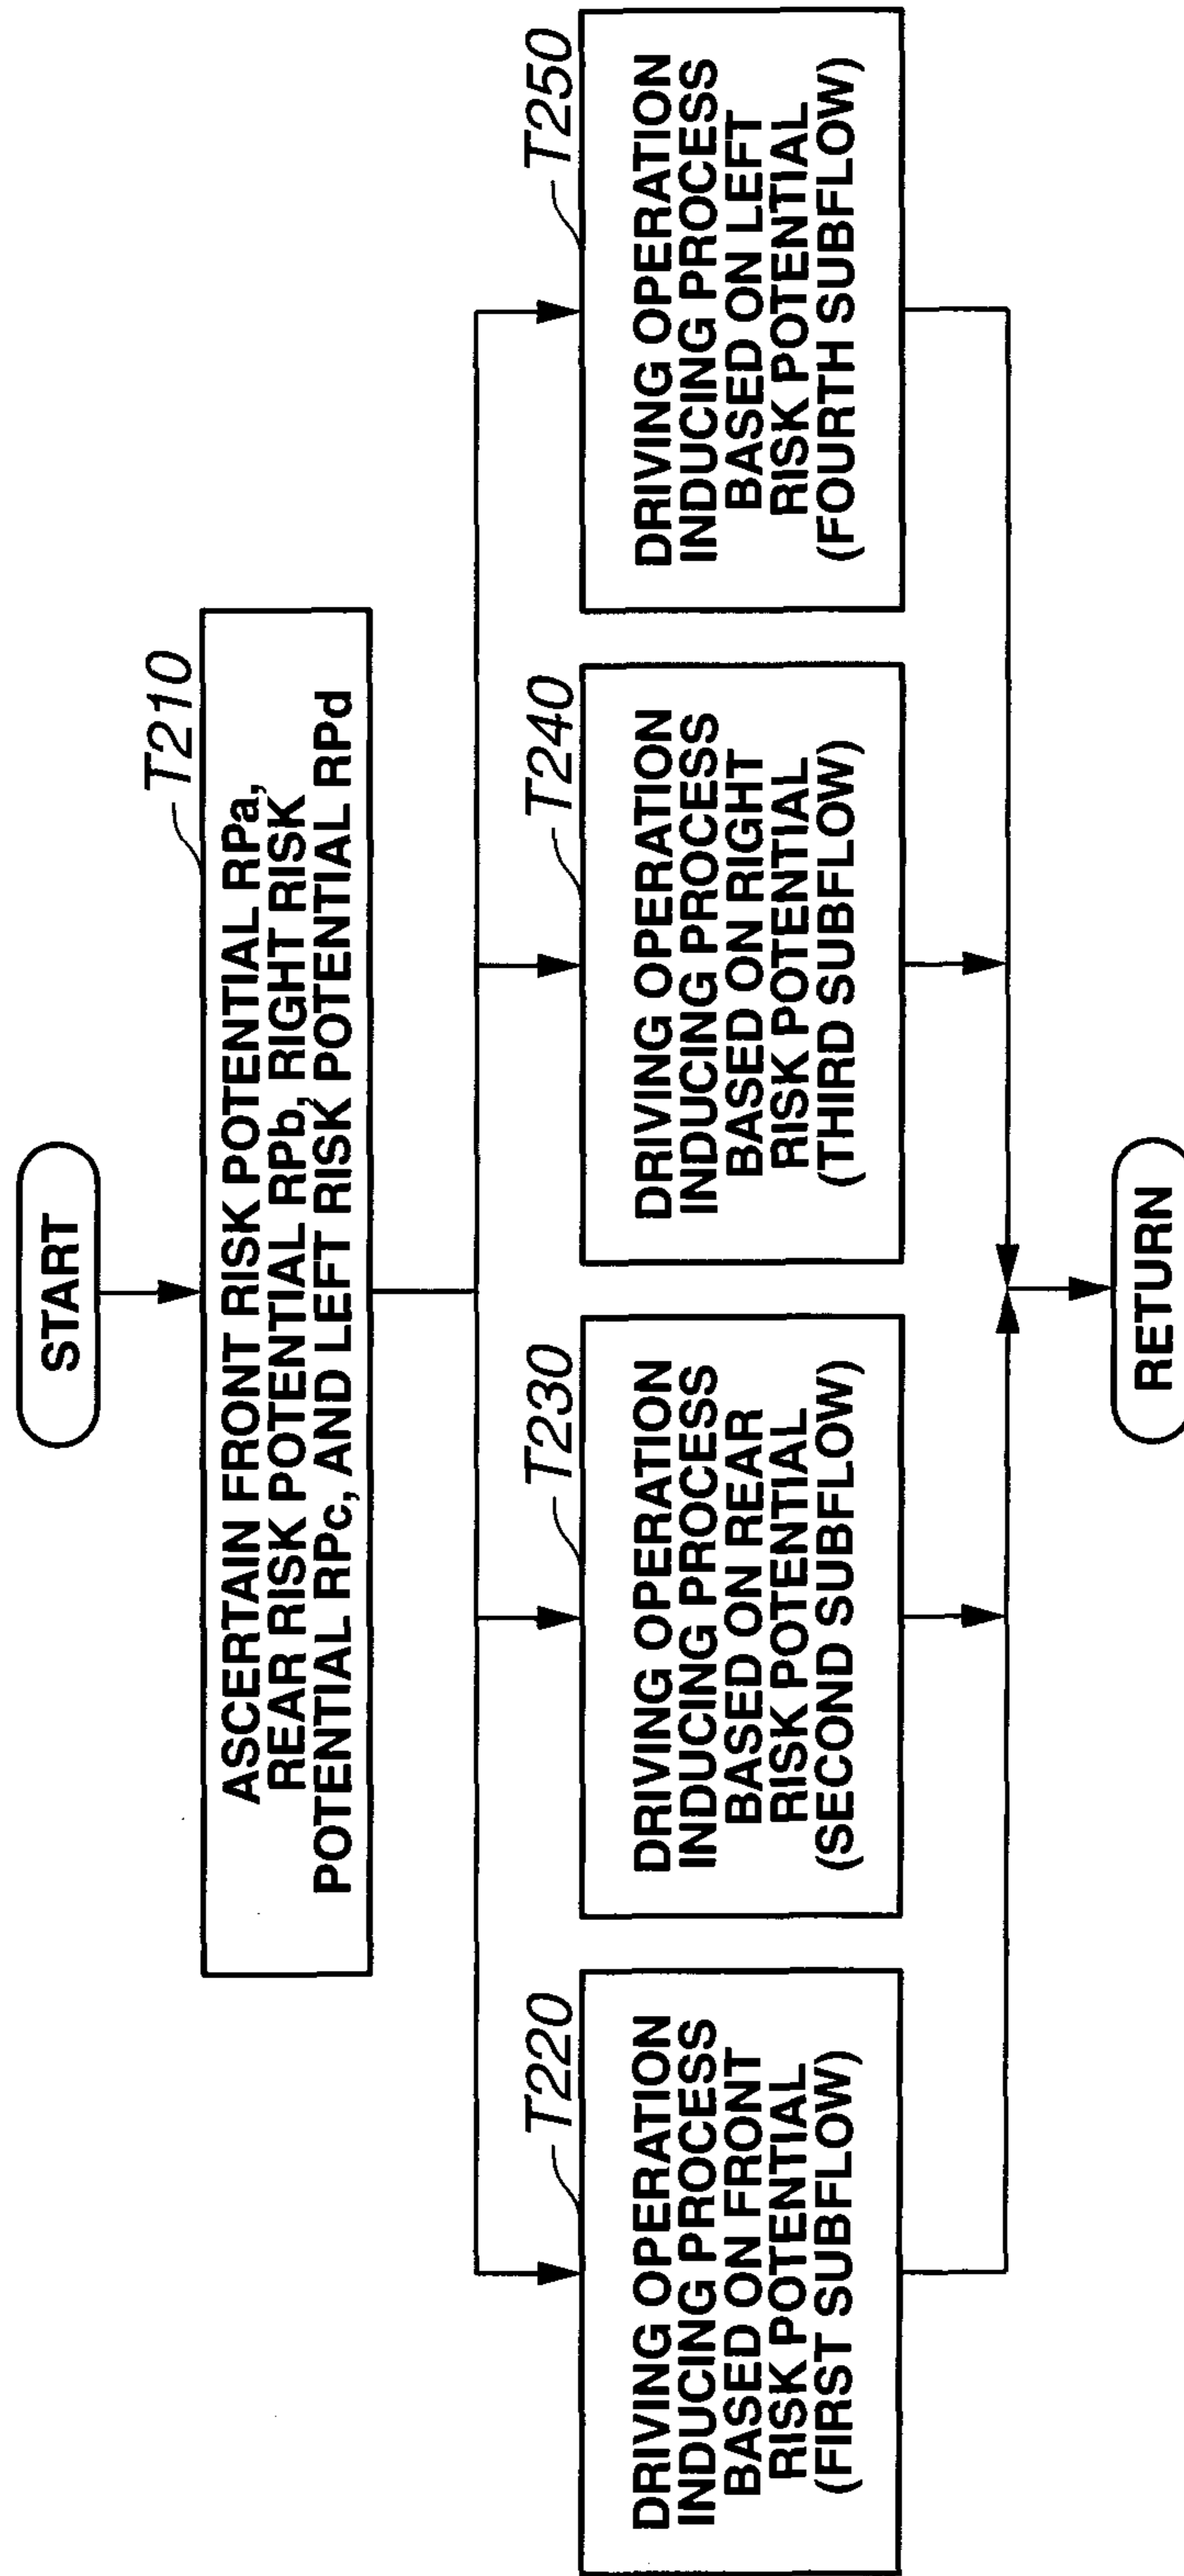 START
T210
ASCERTAIN FRONT RISK POTENTIAL RPa,
REAR RISK POTENTIAL RPb, RIGHT RISK
POTENTIAL RPc, AND LEFT RISK POTENTIAL RPd
T220
DRIVING OPERATION
INDUCING PROCESS
BASED ON FRONT
RISK POTENTIAL
(FIRST SUBFLOW)
T230
DRIVING OPERATION
INDUCING PROCESS
BASED ON REAR
RISK POTENTIAL
(SECOND SUBFLOW)
T240
DRIVING OPERATION
INDUCING PROCESS
BASED ON RIGHT
RISK POTENTIAL
(THIRD SUBFLOW)
T250
DRIVING OPERATION
INDUCING PROCESS
BASED ON LEFT
RISK POTENTIAL
(FOURTH SUBFLOW)
RETURN